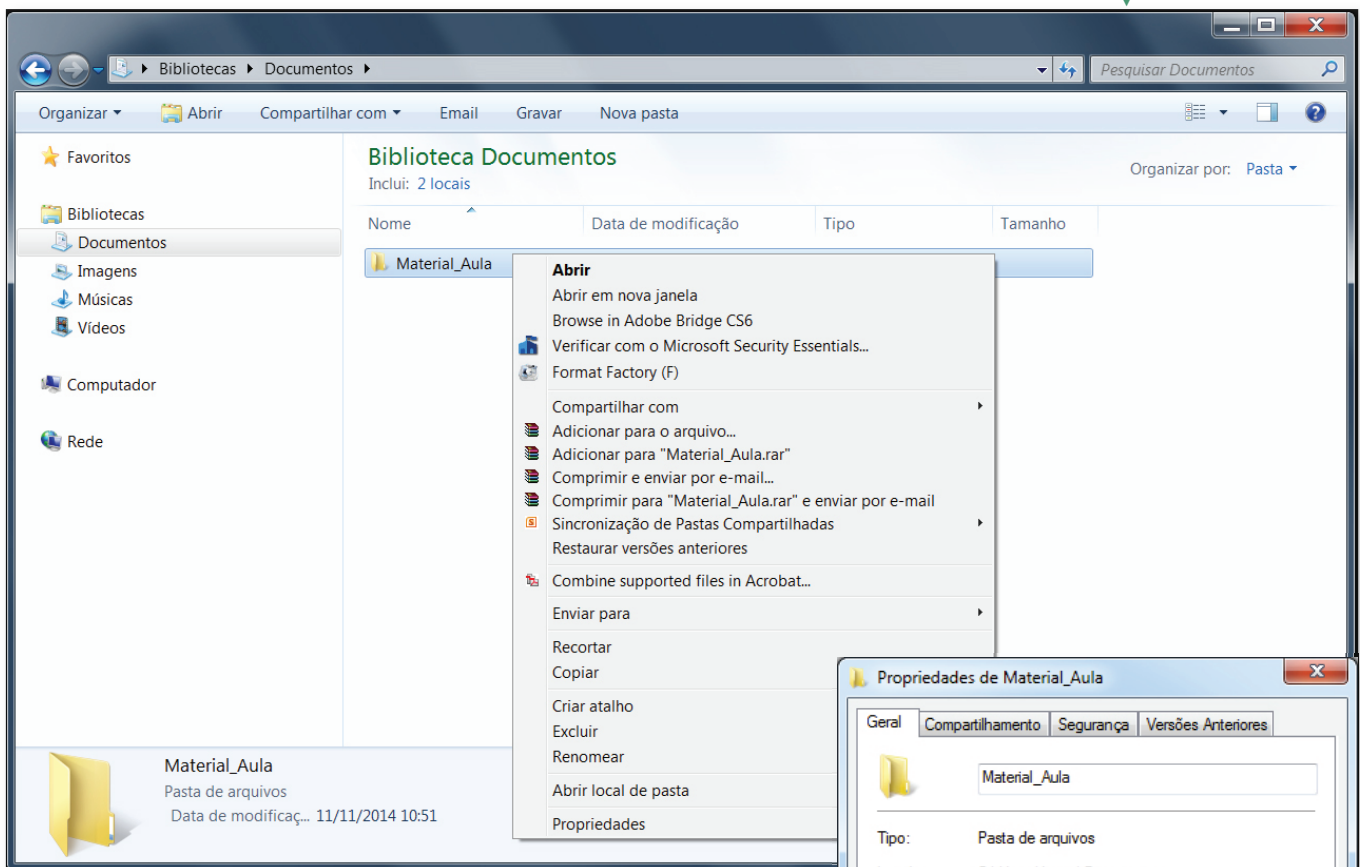 Bibliotecas Documentos
Pesquisar Documentos
Organizar Abrir Compartilhar com Email Gravar Nova pasta
Favoritos
Bibliotecas
Documentos
Imagens
Músicas
Vídeos
Computador
Rede
Biblioteca Documentos
Inclui: 2 locais
Organizar por: Pasta
Nome Data de modificação Tipo Tamanho
Material_Aula
Abrir
Abrir em nova janela
Browse in Adobe Bridge CS6
Verificar com o Microsoft Security Essentials...
Format Factory (F)
Compartilhar com
Adicionar para o arquivo...
Adicionar para "Material_Aula.rar"
Comprimir e enviar por e-mail...
Comprimir para "Material_Aula.rar" e enviar por e-mail
Sincronização de Pastas Compartilhadas
Restaurar versões anteriores
Combine supported files in Acrobat...
Enviar para
Recortar
Copiar
Criar atalho
Excluir
Renomear
Abrir local de pasta
Propriedades
Material_Aula
Pasta de arquivos
Data de modificaç... 11/11/2014 10:51
Propriedades de Material_Aula
Geral Compartilhamento Segurança Versões Anteriores
Material_Aula
Tipo: Pasta de arquivos